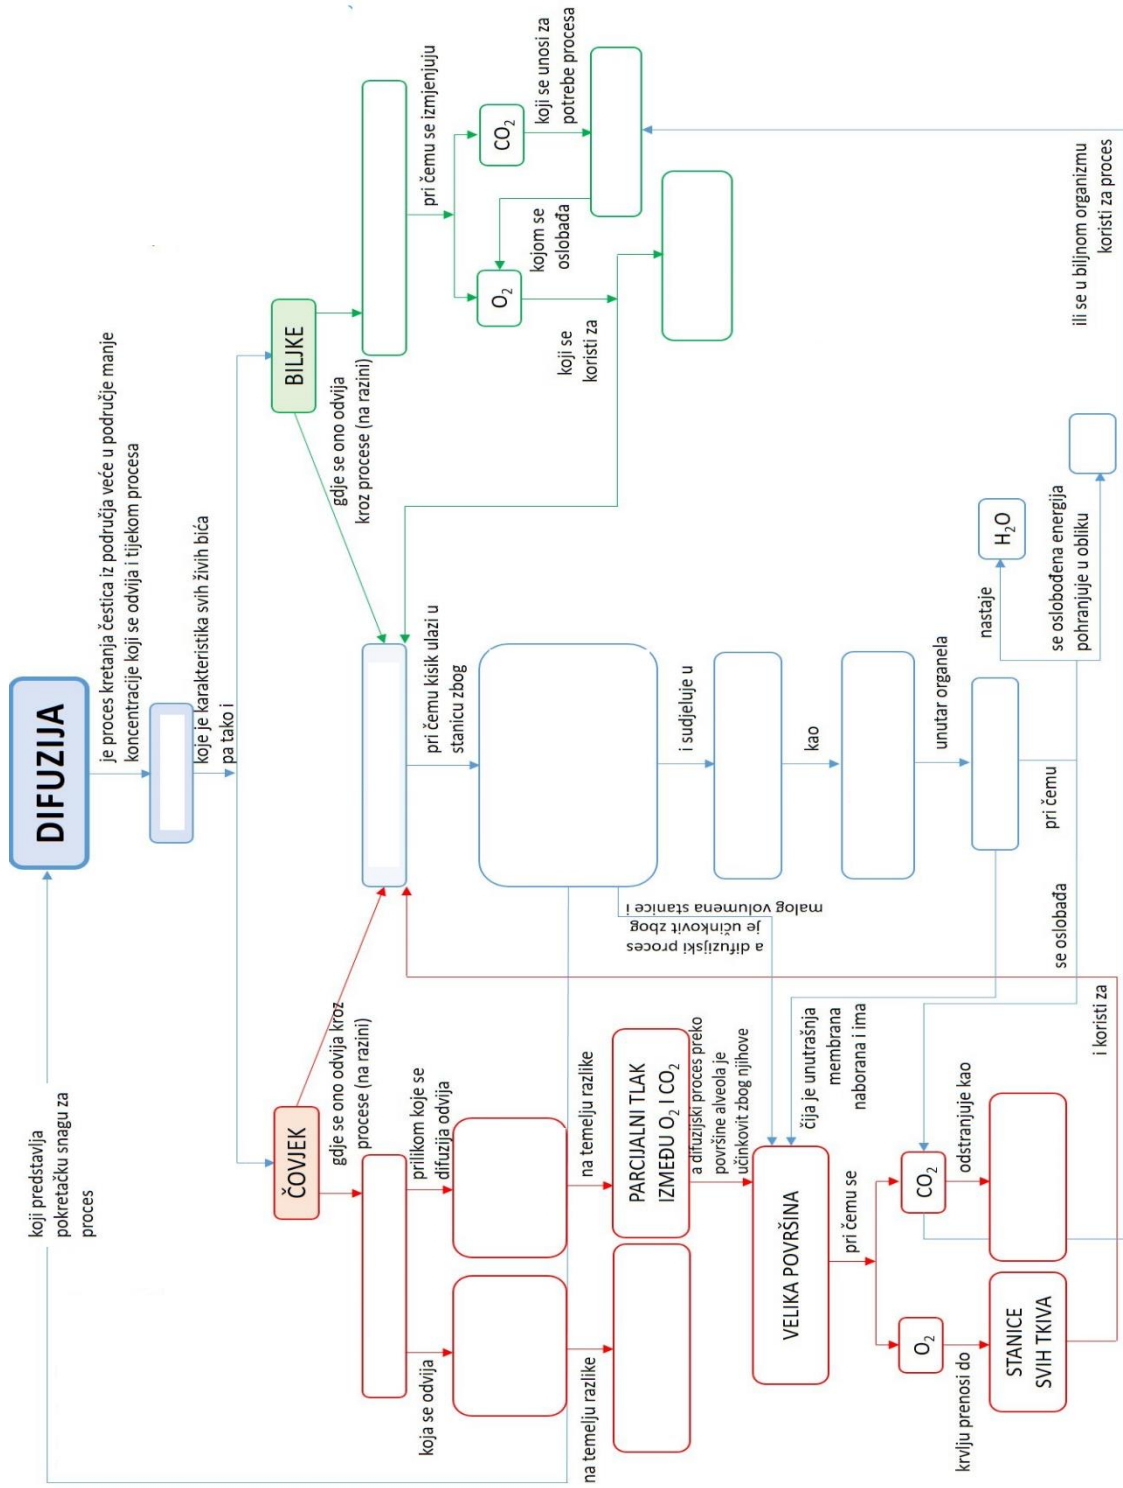 DIFUZIJA
je proces kretanja čestica iz područja veće u područje manje
koncentracije koji se odvija i tijekom procesa
koji predstavlja
pokretačku snagu za
proces
koje je karakteristika svih živih bića
pa tako i
ČOVJEK
BILJKE
gdje se ono odvija kroz
procese (na razini)
gdje se ono odvija
kroz procese (na razini)
koja se odvija
prilikom koje se
difuzija odvija
pri čemu kisik ulazi u
stanicu zbog
pri čemu se izmjenjuju
O2
CO2
koji se
koristi za
kojom se
oslobađa
koji se unosi za
potrebe procesa
na temelju razlike
na temelju razlike
a difuzijski proces
je učinkovit zbog
malog volumena stanice i
i sudjeluje u
PARCIJALNI TLAK
IZMEĐU O2 I CO2
a difuzijski proces preko
površine alveola je
učinkovit zbog njihove
kao
VELIKA POVRŠINA
čija je unutrašnja
membrana
naborana i ima
unutar organela
pri čemu se
O2
CO2
krvlju prenosi do
odstranjuje kao
se oslobađa
pri čemu
nastaje
H2O
se oslobođena energija
pohranjuje u obliku
STANICE
SVIH TKIVA
i koristi za
ili se u biljnom organizmu
koristi za proces